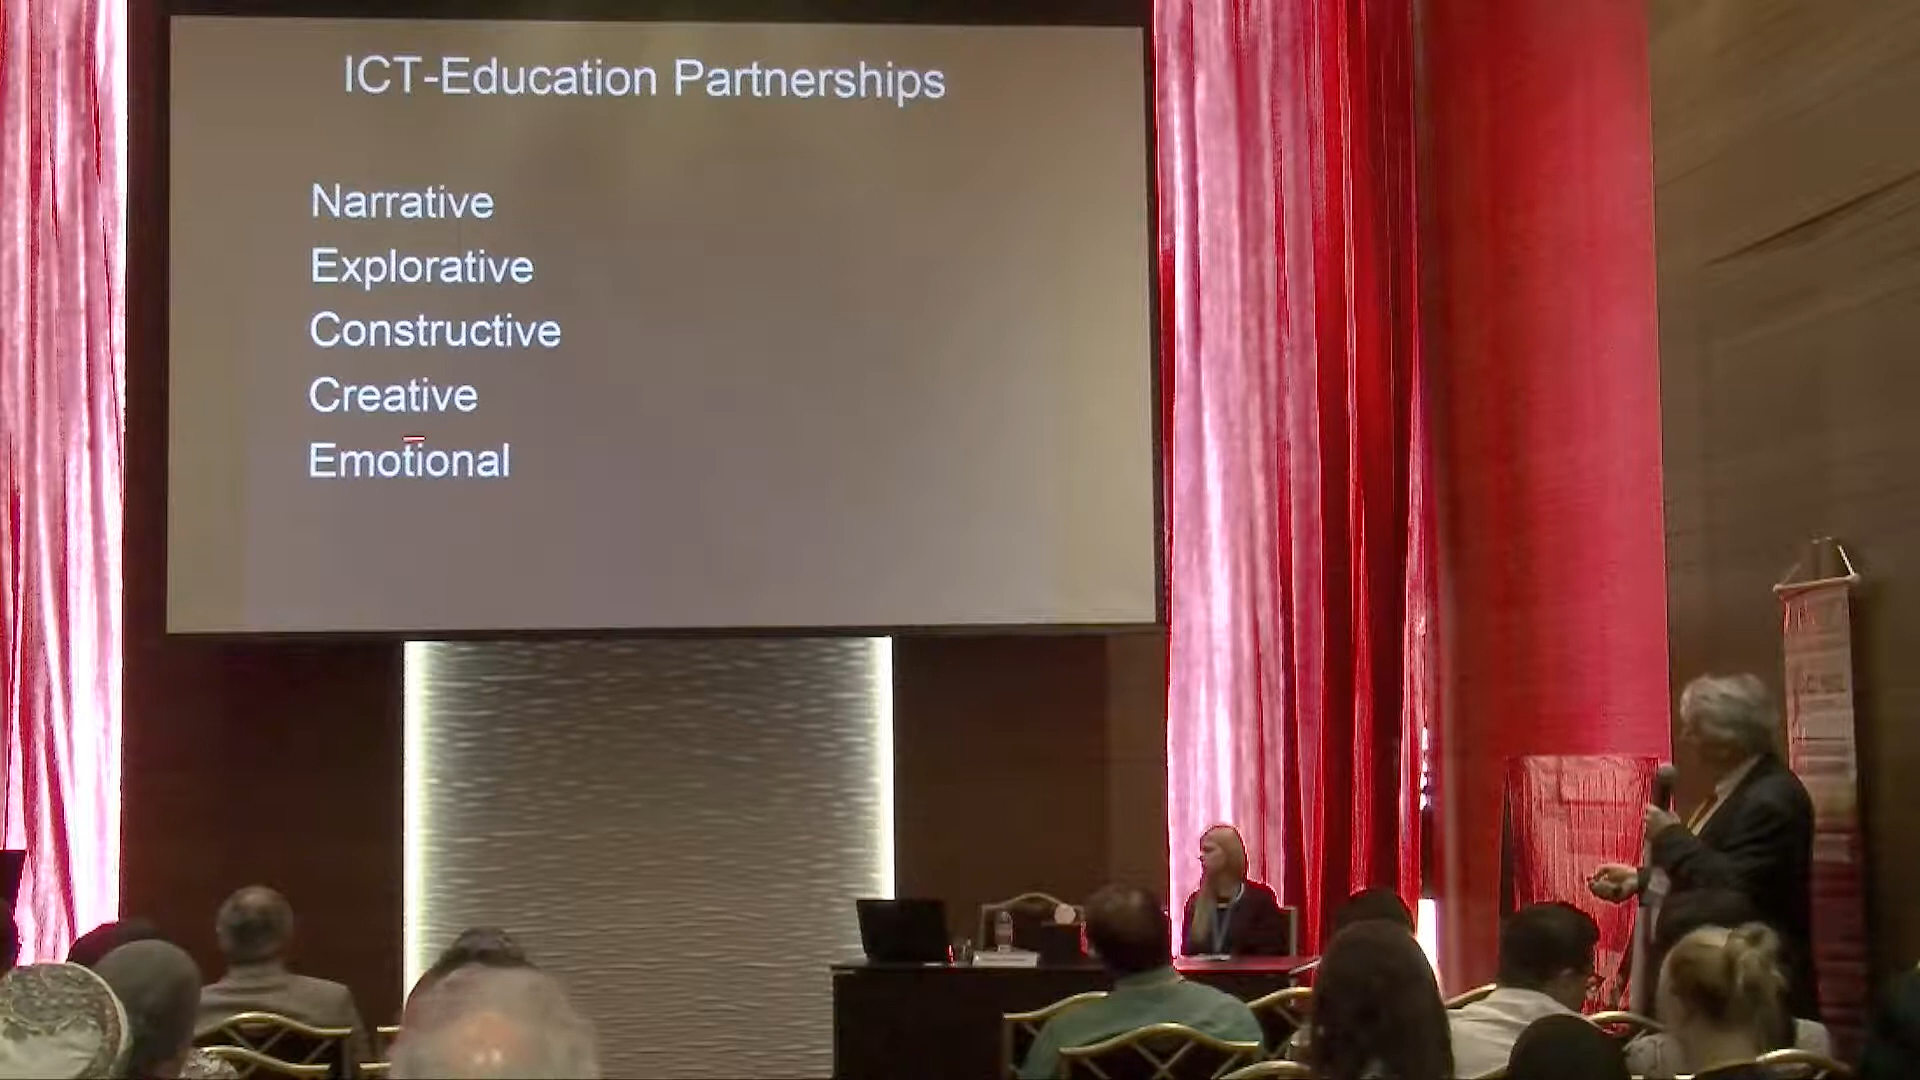 ICT-Education Partnerships
Narrative
Explorative
Constructive
Creative
Emotional